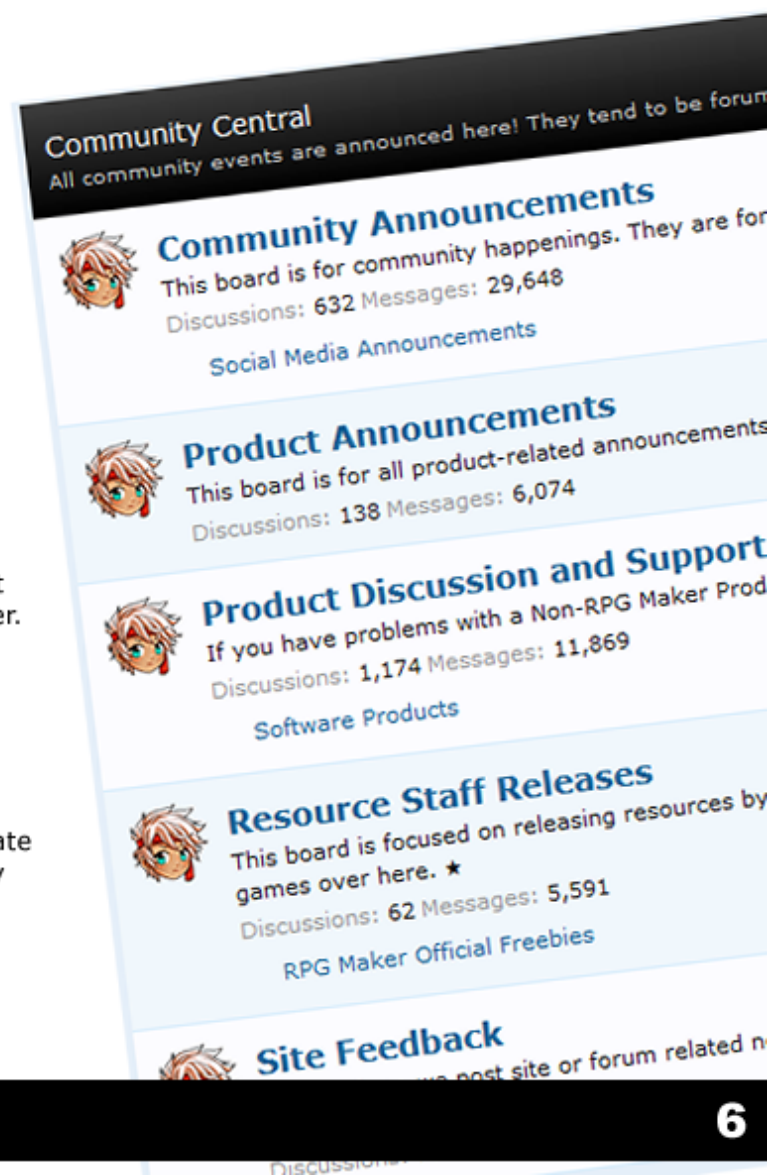 Community Central
All community events are announced here! They tend to be forum
Community Announcements
This board is for community happenings. They are for
Discussions: 632 Messages: 29,648
Social Media Announcements
Product Announcements
This board is for all product-related announcements
Discussions: 138 Messages: 6,074
Product Discussion and Support
If you have problems with a Non-RPG Maker Prod
Discussions: 1,174 Messages: 11,869
Software Products
Resource Staff Releases
This board is focused on releasing resources by
games over here. ★
Discussions: 62 Messages: 5,591
RPG Maker Official Freebies
Site Feedback
post site or forum related
6